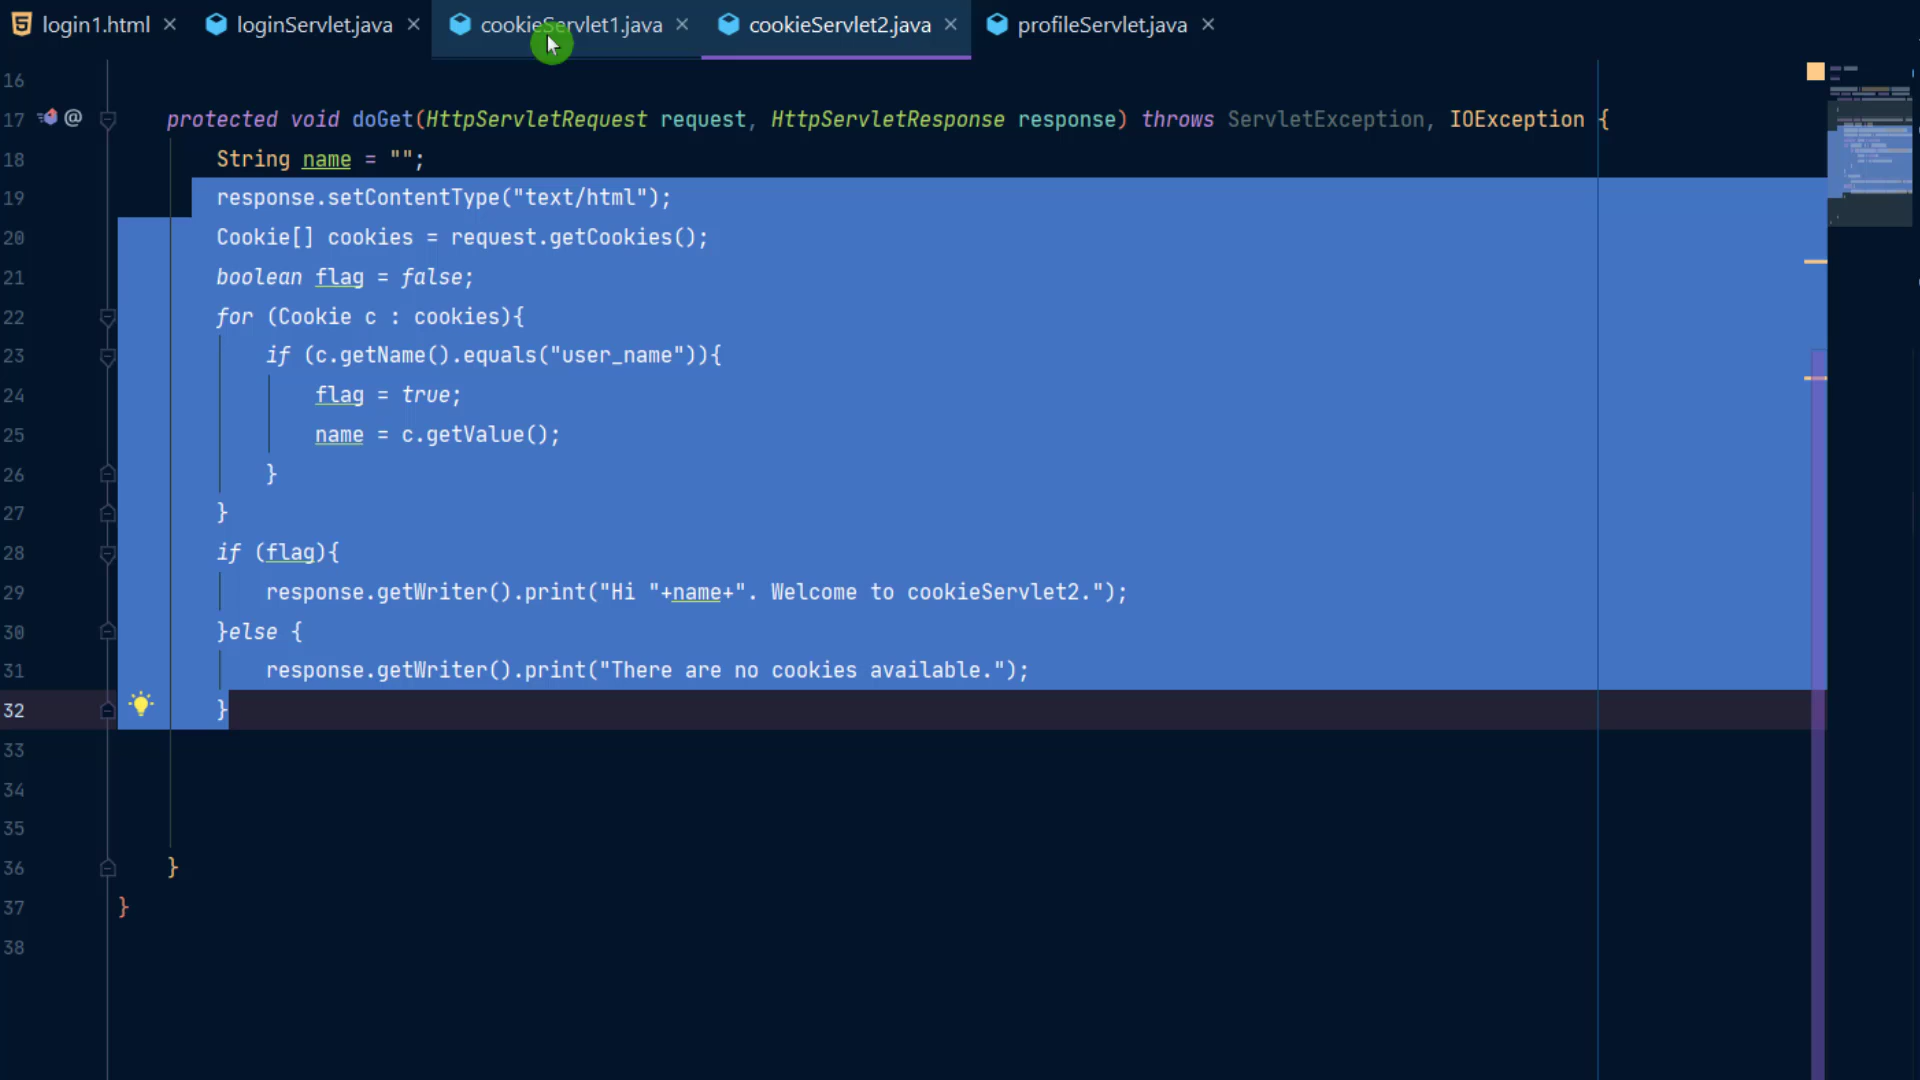 login1.html loginServlet.java cookieServlet1.java cookieServlet2.java profileServlet.java
16
17 @ protected void doGet(HttpServletRequest request, HttpServletResponse response) throws ServletException, IOException {
18 String name = "";
19 response.setContentType("text/html");
20 Cookie[] cookies = request.getCookies();
21 boolean flag = false;
22 for (Cookie c : cookies){
23 if (c.getName().equals("user_name")){
24 flag = true;
25 name = c.getValue();
26 }
27 }
28 if (flag){
29 response.getWriter().print("Hi "+name+". Welcome to cookieServlet2.");
30 }else {
31 response.getWriter().print("There are no cookies available.");
32 }
33
34
35
36 }
37 }
38